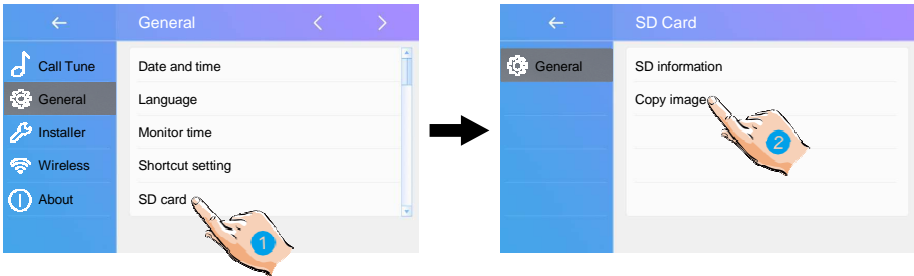 General
Call Tune
General
Installer
Wireless
About
Date and time
Language
Monitor time
Shortcut setting
SD card
1
SD Card
General
SD information
Copy image
2